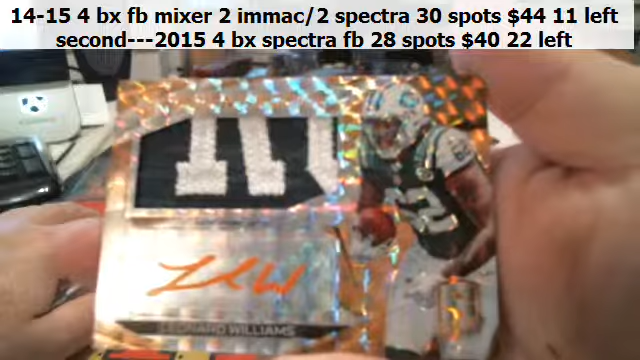 14-15 4 bx fb mixer 2 immac/2 spectra 30 spots $44 11 left
second---2015 4 bx spectra fb 28 spots $40 22 left
LEONARD WILLIAMS